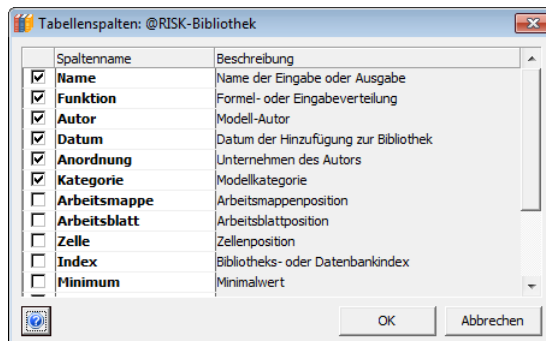 Tabellenspalten: @RISK-Bibliothek
Spaltenname Beschreibung
Name Name der Eingabe oder Ausgabe
Funktion Formel- oder Eingabeverteilung
Autor Modell-Autor
Datum Datum der Hinzufügung zur Bibliothek
Anordnung Unternehmen des Autors
Kategorie Modellkategorie
Arbeitsmappe Arbeitsmappenposition
Arbeitsblatt Arbeitsblattposition
Zelle Zellenposition
Index Bibliotheks- oder Datenbankindex
Minimum Minimalwert
OK Abbrechen